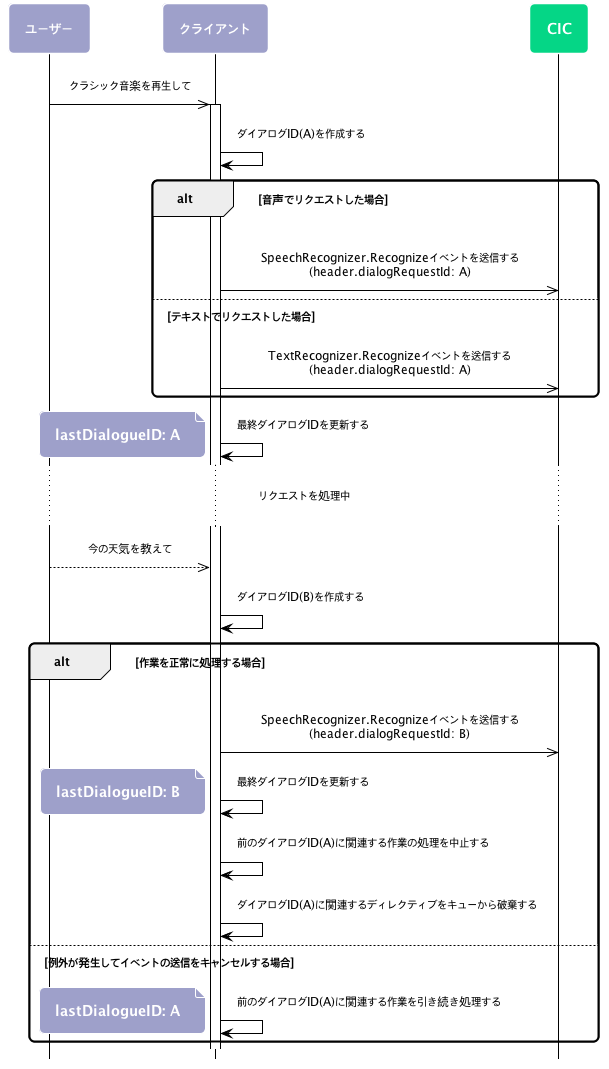 ユーザー
クライアント
CIC
クラシック音楽を再生して
ダイアログID(A)を作成する
alt
[音声でリクエストした場合]
SpeechRecognizer.Recognizeイベントを送信する
(header.dialogRequestId: A)
[テキストでリクエストした場合]
TextRecognizer.Recognizeイベントを送信する
(header.dialogRequestId: A)
最終ダイアログIDを更新する
lastDialogueID: A
リクエストを処理中
今の天気を教えて
ダイアログID(B)を作成する
alt
[作業を正常に処理する場合]
SpeechRecognizer.Recognizeイベントを送信する
(header.dialogRequestId: B)
最終ダイアログIDを更新する
lastDialogueID: B
前のダイアログID(A)に関連する作業の処理を中止する
ダイアログID(A)に関連するディレクティブをキューから破棄する
[例外が発生してイベントの送信をキャンセルする場合]
前のダイアログID(A)に関連する作業を引き続き処理する
lastDialogueID: A